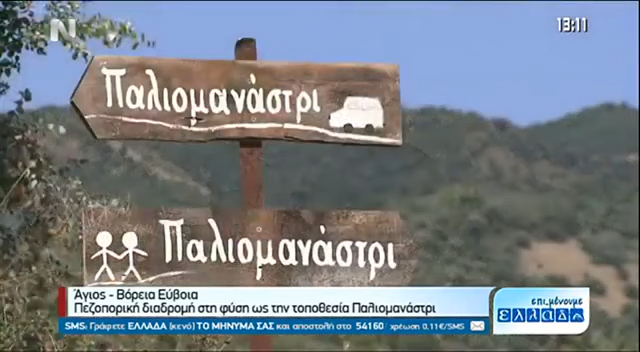 N
13:11
Παλιομανάστρι
Παλιομανάστρι
Άγιος - Βόρεια Εύβοια
Πεζοπορική διαδρομή στη φύση ως την τοποθεσία Παλιομανάστρι
επι μένουμε
ΕΛΛΑΔΑ
SMS: Γράψετε ΕΛΛΑΔΑ (κενό) ΤΟ ΜΗΝΥΜΑ ΣΑΣ και αποστολή στο 54160 χρέωση 0,11€/SMS